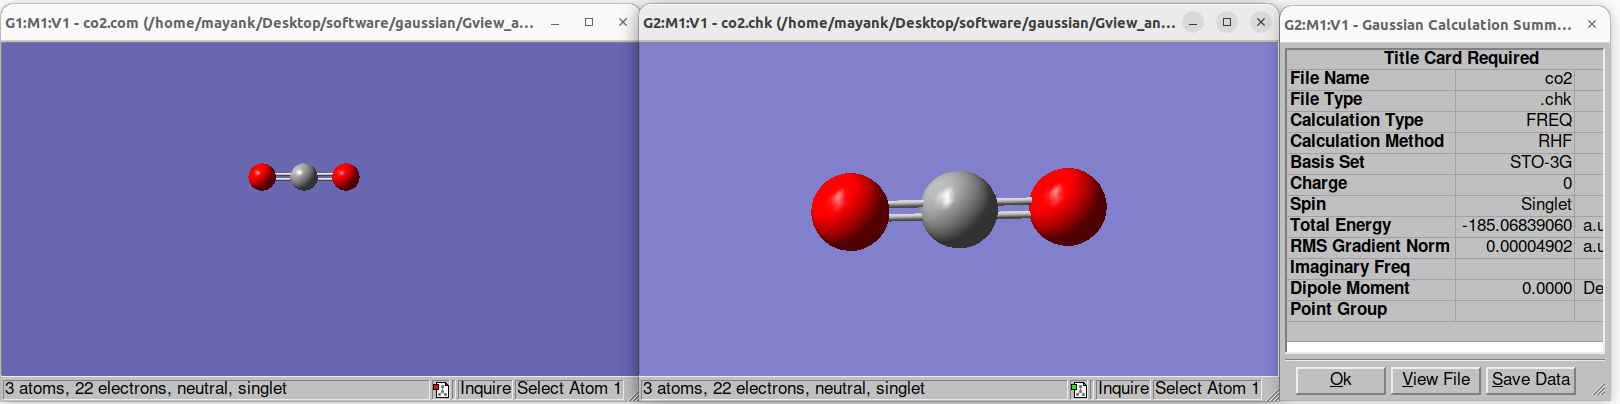 G1:M1:V1 - co2.com (/home/mayank/Desktop/software/gaussian/Gview_a...
3 atoms, 22 electrons, neutral, singlet
Inquire
Select Atom 1
G2:M1:V1 - co2.chk (/home/mayank/Desktop/software/gaussian/Gview_an...
3 atoms, 22 electrons, neutral, singlet
Inquire
Select Atom 1
G2:M1:V1 - Gaussian Calculation Summ...
Title Card Required
File Name co2
File Type .chk
Calculation Type FREQ
Calculation Method RHF
Basis Set STO-3G
Charge 0
Spin Singlet
Total Energy -185.06839060 a.u
RMS Gradient Norm 0.00004902 a.u
Imaginary Freq
Dipole Moment 0.0000 De
Point Group
Ok View File Save Data